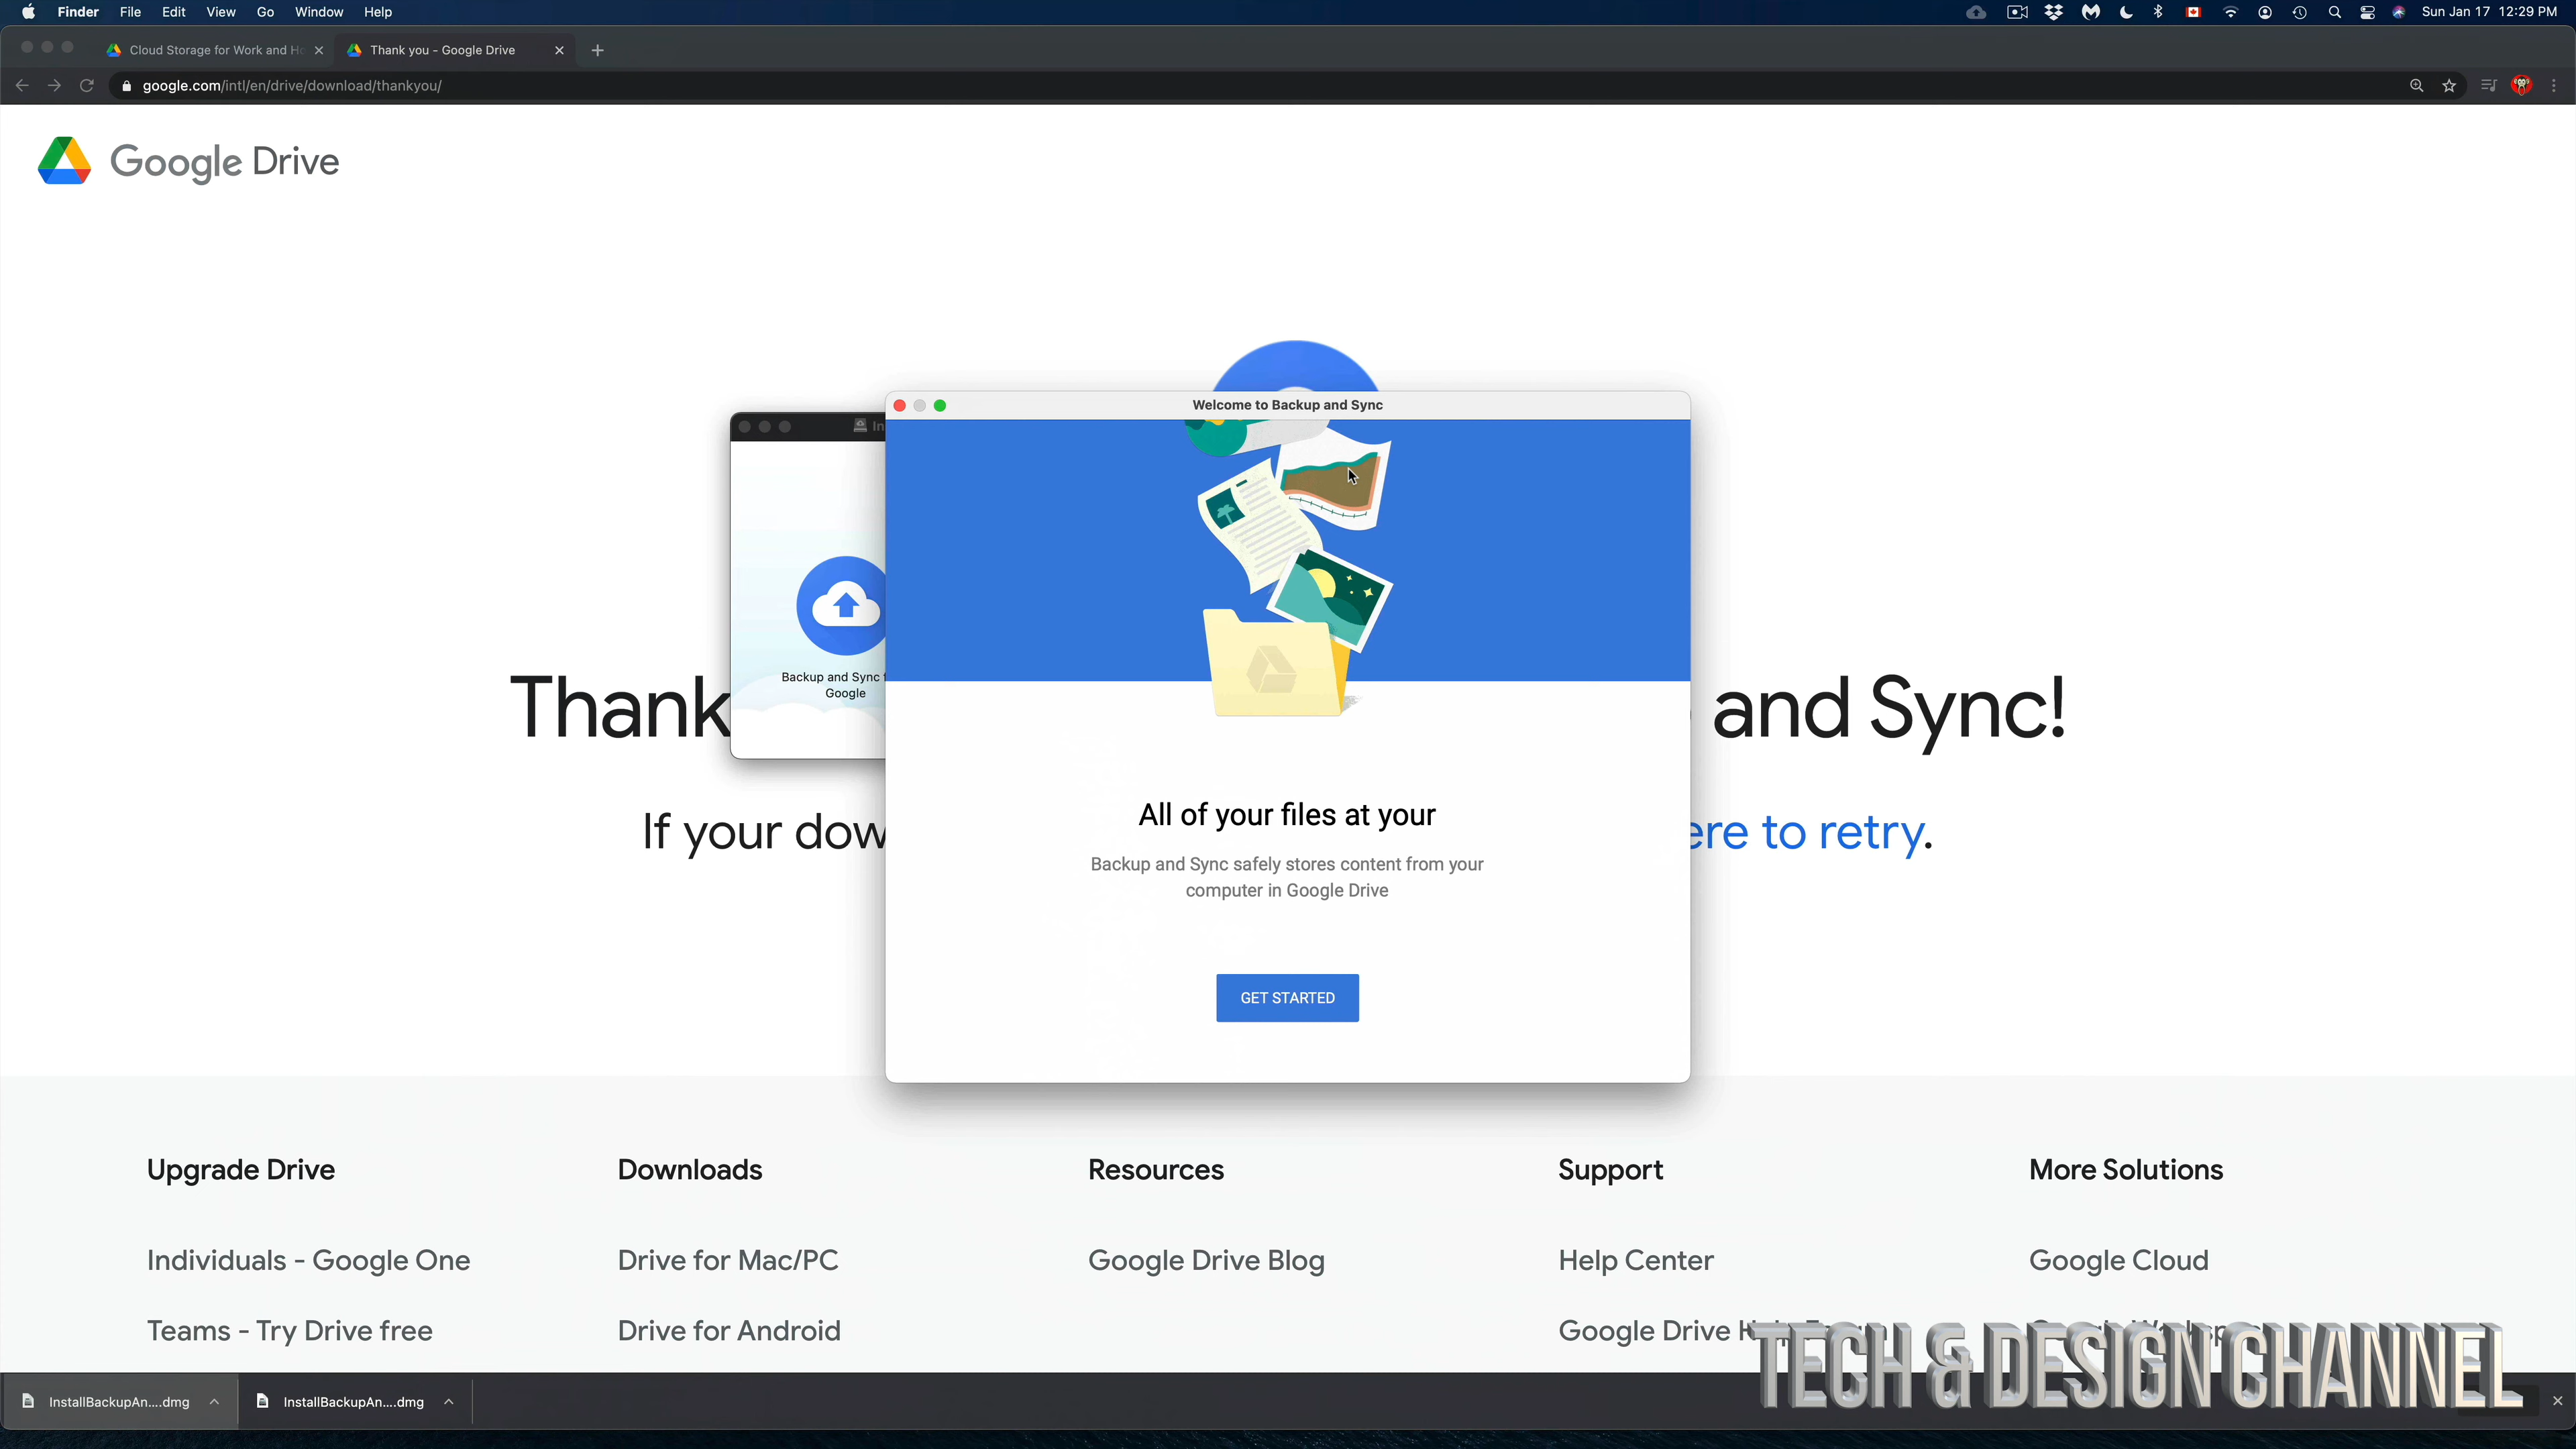 Finder File Edit View Go Window Help
Sun Jan 17 12:29 PM
Cloud Storage for Work and Ho
Thank you - Google Drive
google.com/intl/en/drive/download/thankyou/
Google Drive
Welcome to Backup and Sync
In
Backup and Sync f
Google
Thank and Sync!
If your dow ere to retry.
All of your files at your
Backup and Sync safely stores content from your
computer in Google Drive
GET STARTED
Upgrade Drive
Downloads
Resources
Support
More Solutions
Individuals - Google One
Drive for Mac/PC
Google Drive Blog
Help Center
Google Cloud
Teams - Try Drive free
Drive for Android
Google Drive
TECH & DESIGN CHANNEL
InstallBackupAn....dmg
InstallBackupAn....dmg